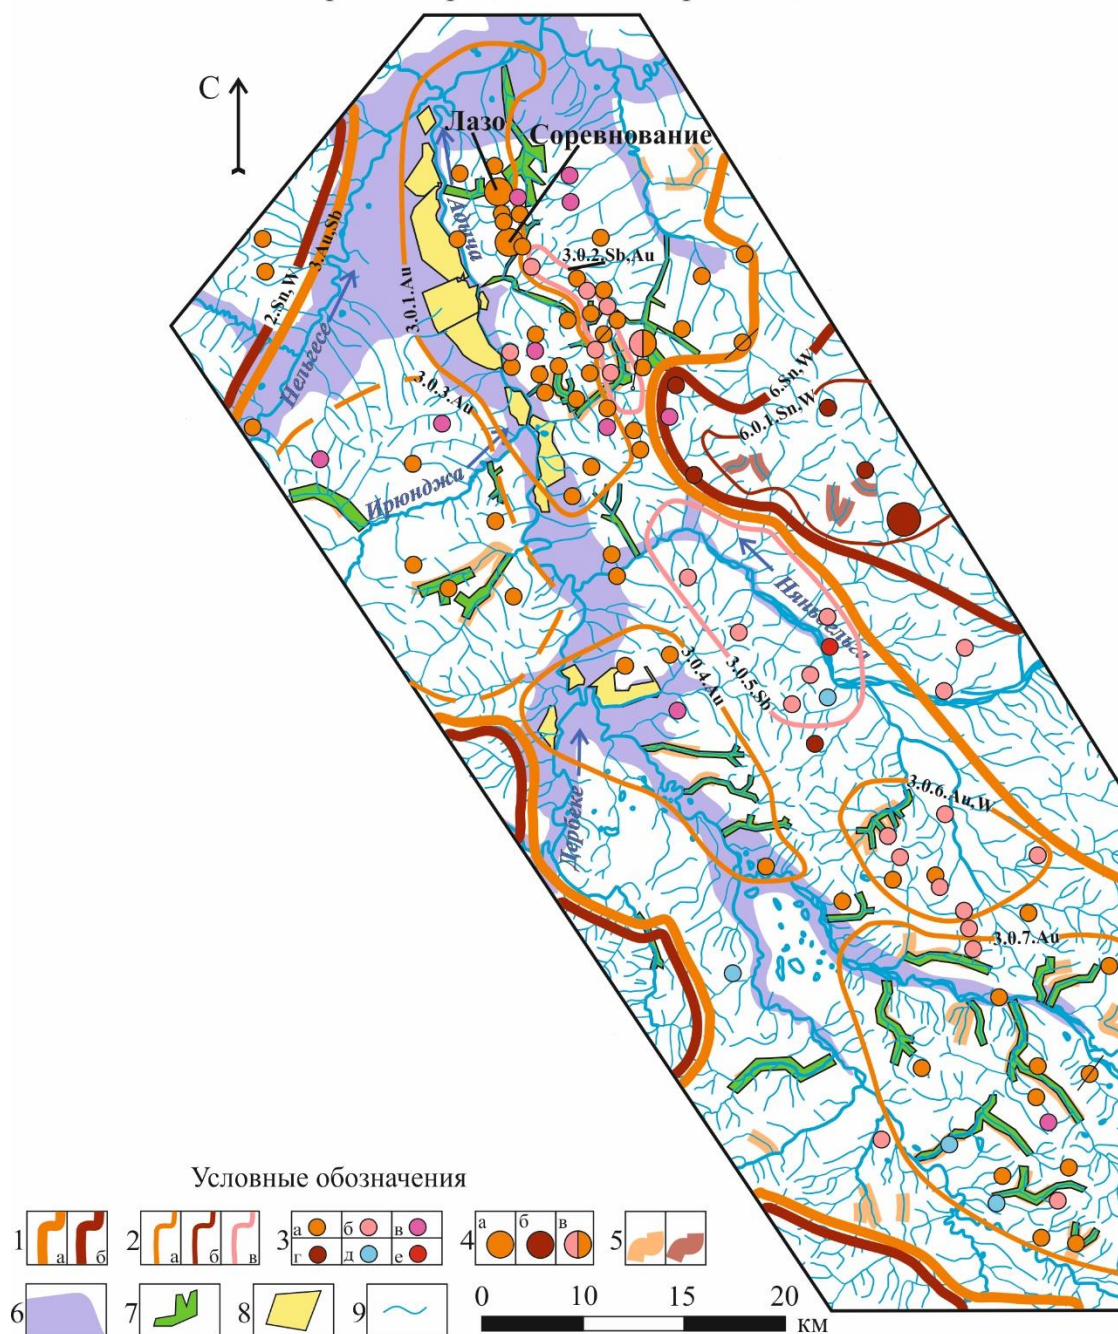 С
Лазо
Соревнование
Адыча
3.0.2,Sb,Au
2.Sn,W
3.Au,Sb
3.0.1.Au
Нельгесе
3.0.3.Au
6.Sn,W
6.0.1,Sn,W
Ирюнджа
Няньдельга
3.0.5.Sb
3.0.4.Au
Дербеке
3.0.6.Au,W
3.0.7.Au
Условные обозначения
1 а б 2 а б в 3 а б в г д е 4 а б в 5
6 7 8 9 0 10 15 20
км